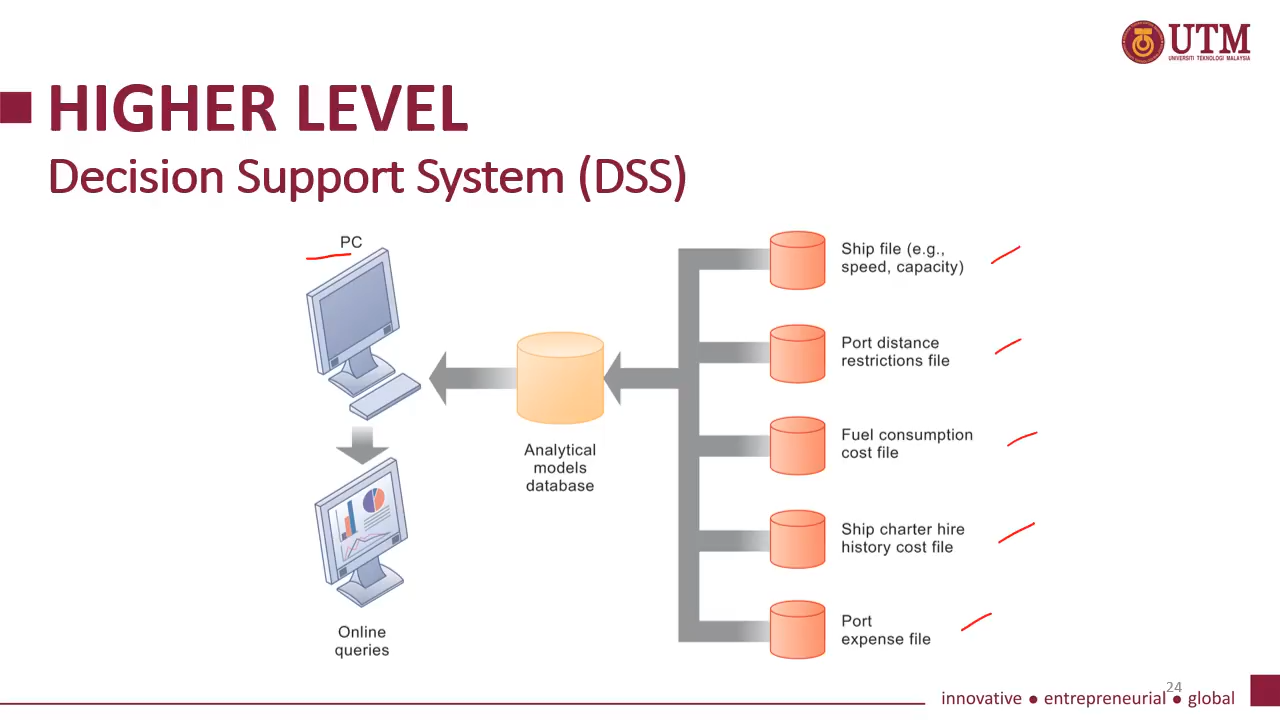 UTM
UNIVERSITI TEKNOLOGI MALAYSIA
HIGHER LEVEL
Decision Support System (DSS)
PC
Ship file (e.g.,
speed, capacity)
Port distance
restrictions file
Fuel consumption
cost file
Analytical
models
database
Ship charter hire
history cost file
Port
expense file
Online
queries
24
innovative ● entrepreneurial ● global